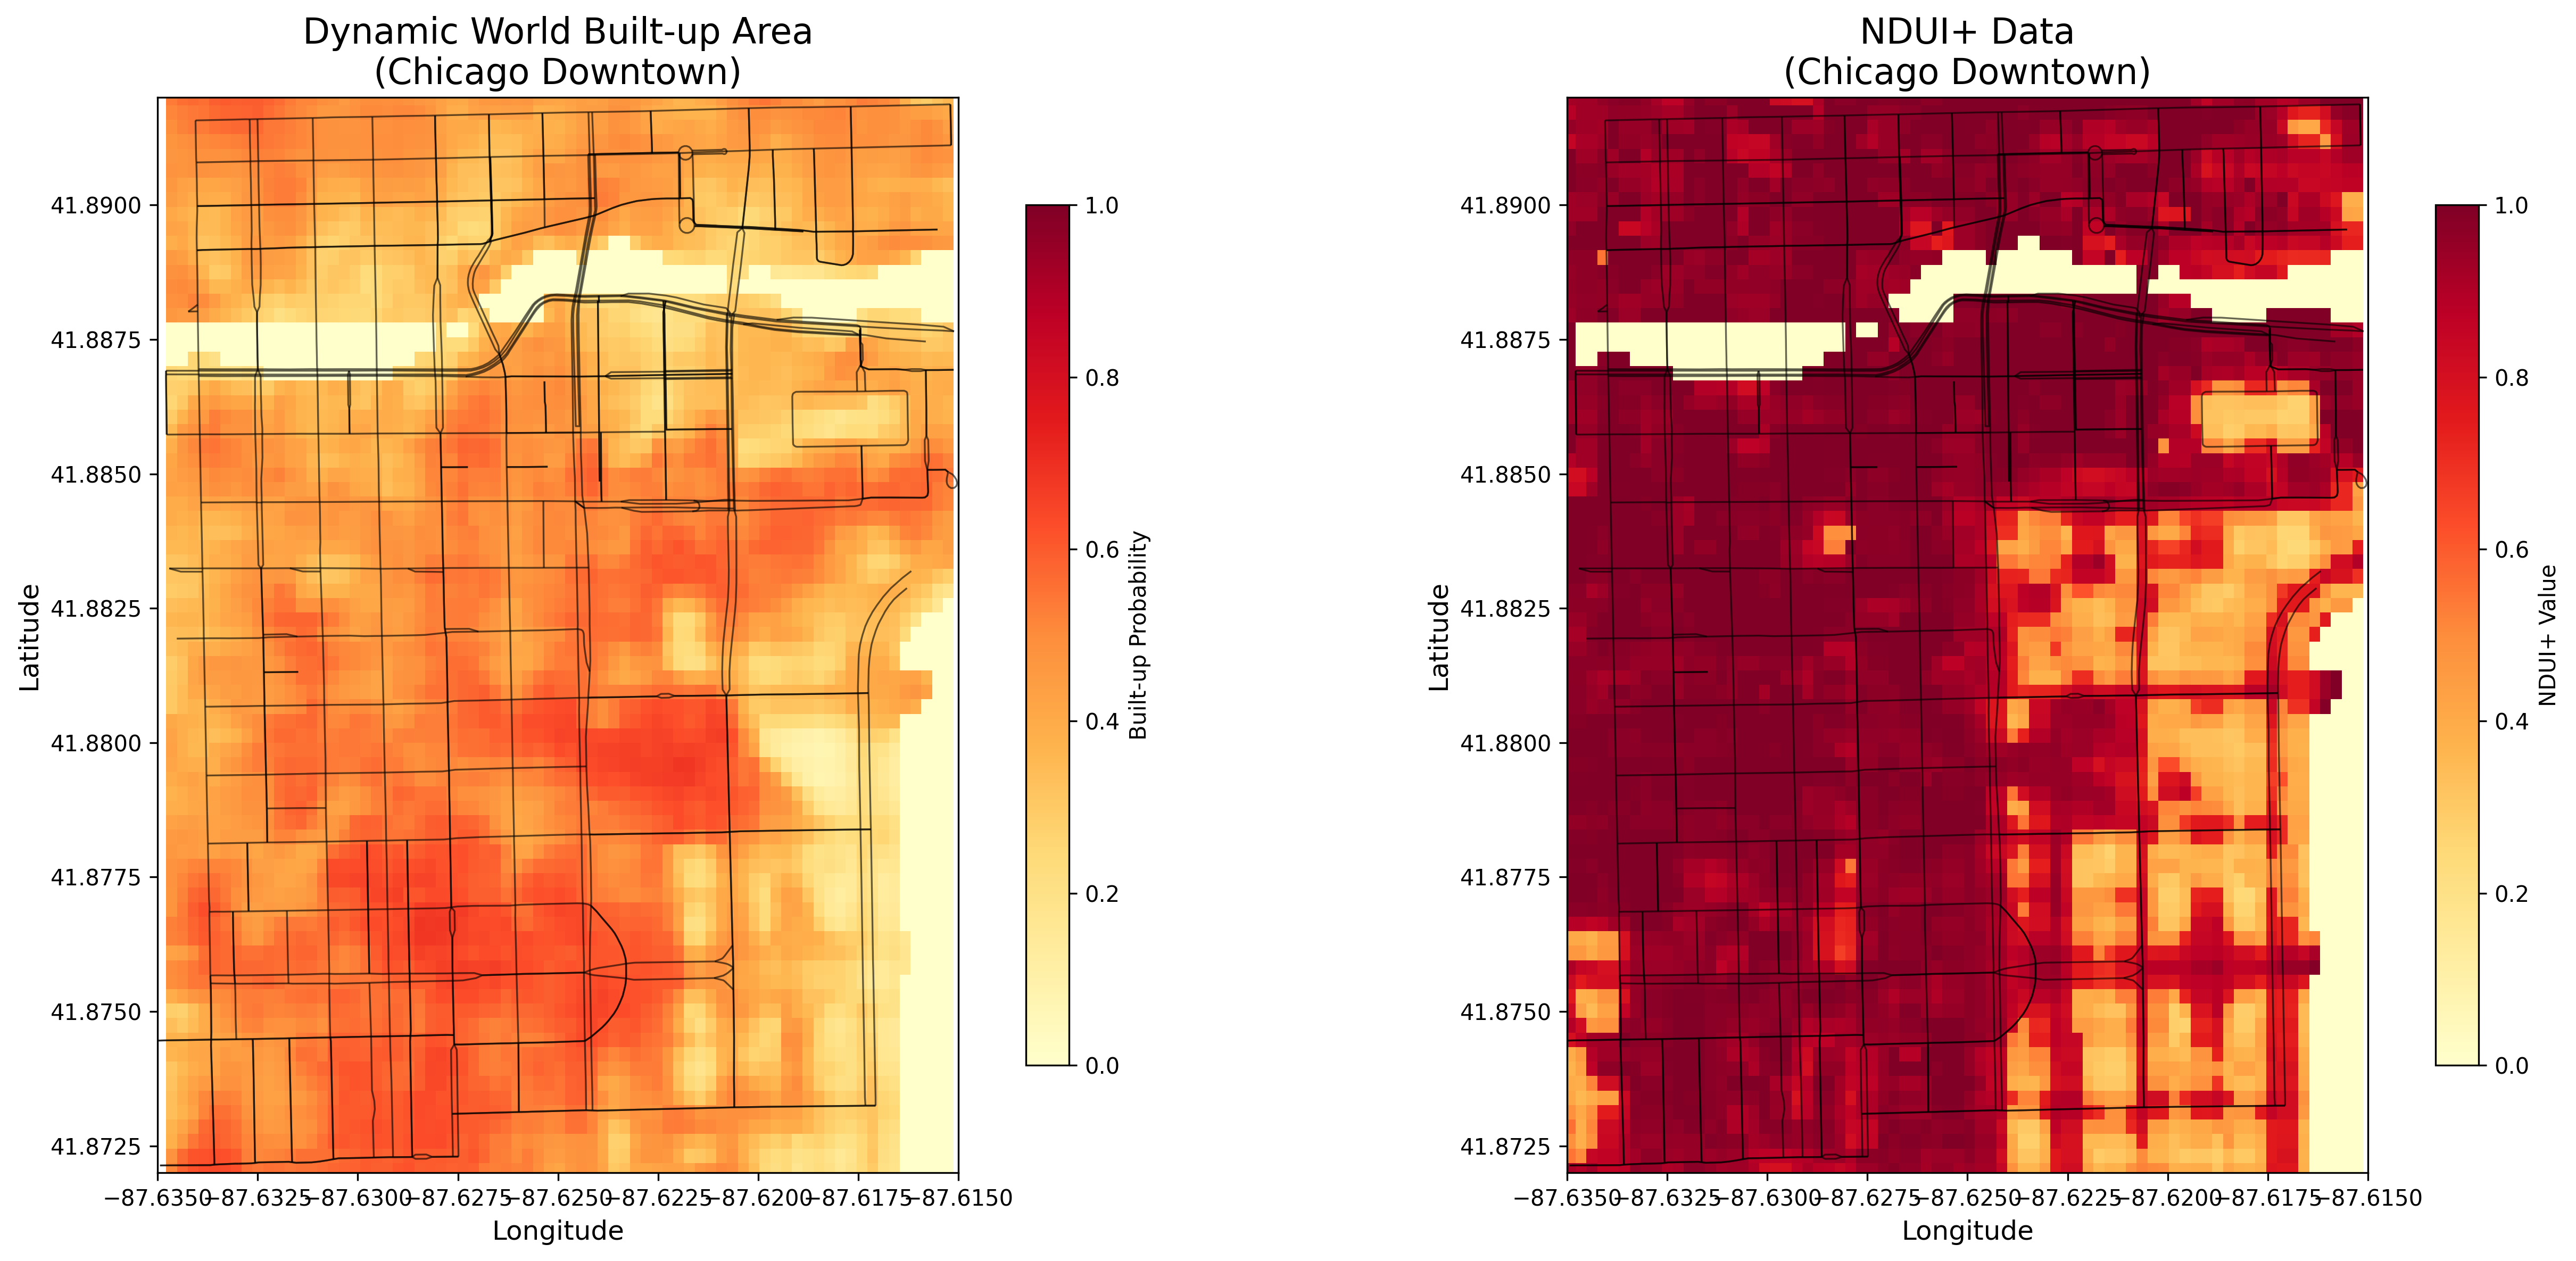 Dynamic World Built-up Area
(Chicago Downtown)
41.8900
41.8875
41.8850
41.8825
41.8800
41.8775
41.8750
41.8725
Latitude
−87.6350 −87.6325 −87.6300 −87.6275 −87.6250 −87.6225 −87.6200 −87.6175 −87.6150
Longitude
1.0
0.8
0.6
0.4
0.2
0.0
Built-up Probability
NDUI+ Data
(Chicago Downtown)
41.8900
41.8875
41.8850
41.8825
41.8800
41.8775
41.8750
41.8725
Latitude
−87.6350 −87.6325 −87.6300 −87.6275 −87.6250 −87.6225 −87.6200 −87.6175 −87.6150
Longitude
1.0
0.8
0.6
0.4
0.2
0.0
NDUI+ Value